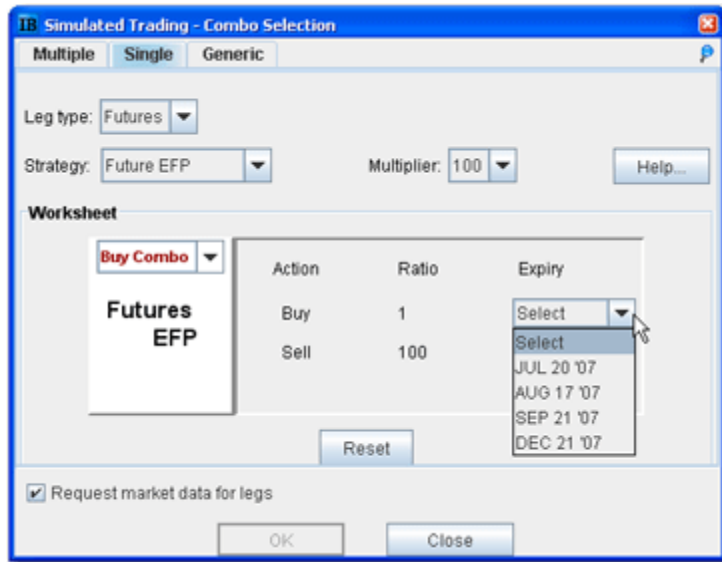 IB Simulated Trading - Combo Selection
Multiple Single Generic
Leg type: Futures
Strategy: Future EFP Multiplier: 100 Help...
Worksheet
Buy Combo
Futures
EFP
Action Ratio Expiry
Buy 1 Select
Sell 100
Select
JUL 20 '07
AUG 17 '07
SEP 21 '07
DEC 21 '07
Reset
Request market data for legs
OK Close